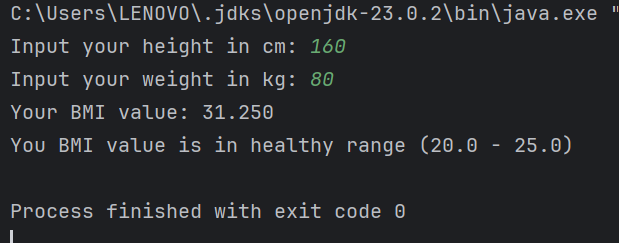 C:\Users\LENOVO\.jdks\openjdk-23.0.2\bin\java.exe "
Input your height in cm: 160
Input your weight in kg: 80
Your BMI value: 31.250
You BMI value is in healthy range (20.0 - 25.0)
Process finished with exit code 0